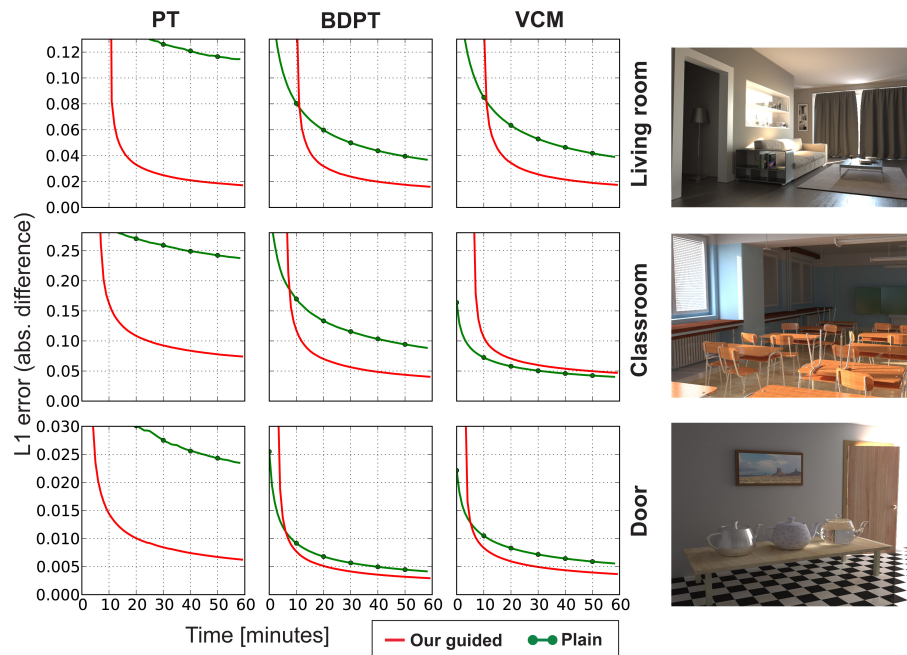 PT BDPT VCM
L1 error (abs. difference)
0.12
0.10
0.08
0.06
0.04
0.02
0.00
Living room
0.25
0.20
0.15
0.10
0.05
0.00
Classroom
0.030
0.025
0.020
0.015
0.010
0.005
0.000
Door
0 10 20 30 40 50 60 0 10 20 30 40 50 60 0 10 20 30 40 50 60
Time [minutes]
Our guided Plain